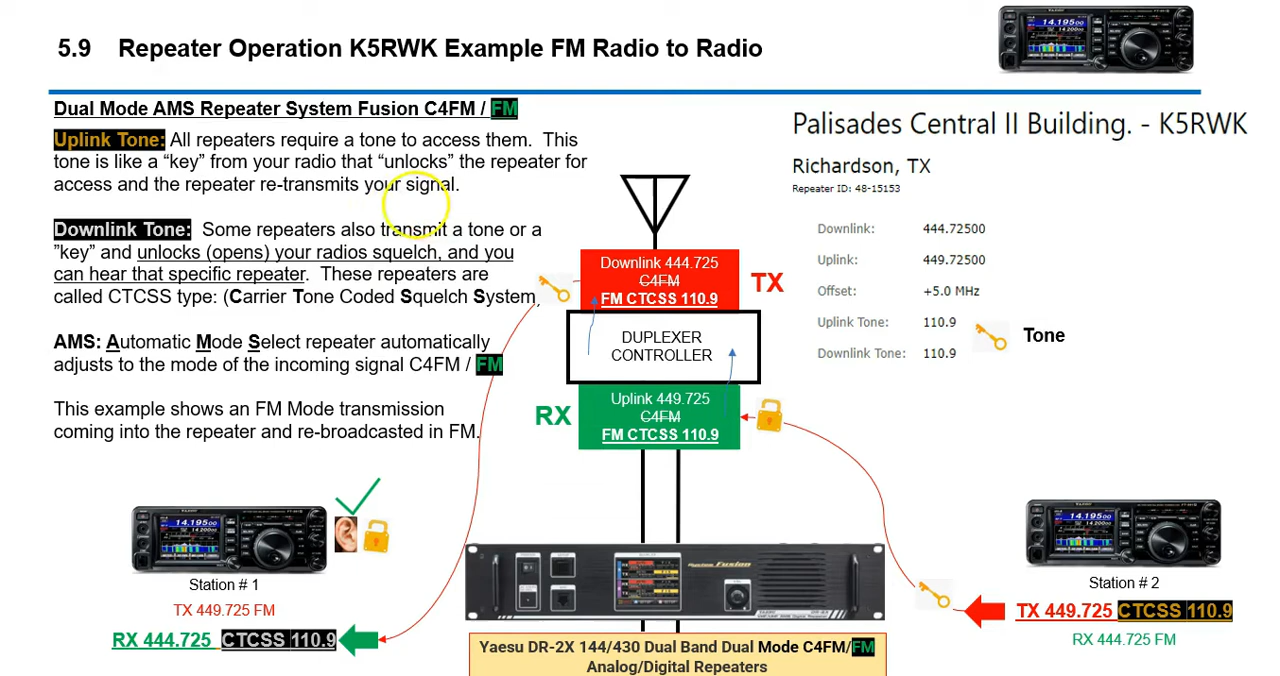 5.9 Repeater Operation K5RWK Example FM Radio to Radio
Dual Mode AMS Repeater System Fusion C4FM / FM
Uplink Tone: All repeaters require a tone to access them. This
tone is like a “key” from your radio that “unlocks” the repeater for
access and the repeater re-transmits your signal.
Downlink Tone: Some repeaters also transmit a tone or a
”key” and unlocks (opens) your radios squelch, and you
can hear that specific repeater. These repeaters are
called CTCSS type: (Carrier Tone Coded Squelch System)
AMS: Automatic Mode Select repeater automatically
adjusts to the mode of the incoming signal C4FM / FM
This example shows an FM Mode transmission
coming into the repeater and re-broadcasted in FM.
Palisades Central II Building. - K5RWK
Richardson, TX
Repeater ID: 48-15153
Downlink: 444.72500
Uplink: 449.72500
Offset: +5.0 MHz
Uplink Tone: 110.9
Downlink Tone: 110.9
Tone
Downlink 444.725
C4FM
FM CTCSS 110.9
TX
DUPLEXER
CONTROLLER
RX
Uplink 449.725
C4FM
FM CTCSS 110.9
14.195
Station # 1
TX 449.725 FM
RX 444.725 CTCSS 110.9
System Fusion
Yaesu DR-2X 144/430 Dual Band Dual Mode C4FM/FM
Analog/Digital Repeaters
14.195
Station # 2
TX 449.725 CTCSS 110.9
RX 444.725 FM